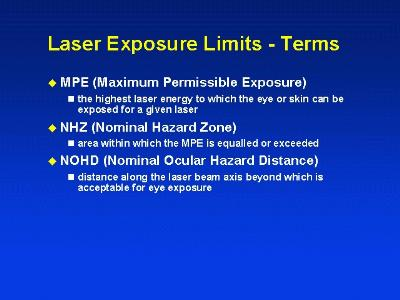 Laser Exposure Limits - Terms
MPE (Maximum Permissible Exposure)
the highest laser energy to which the eye or skin can be
exposed for a given laser
NHZ (Nominal Hazard Zone)
area within which the MPE is equalled or exceeded
NOHD (Nominal Ocular Hazard Distance)
distance along the laser beam axis beyond which is
acceptable for eye exposure